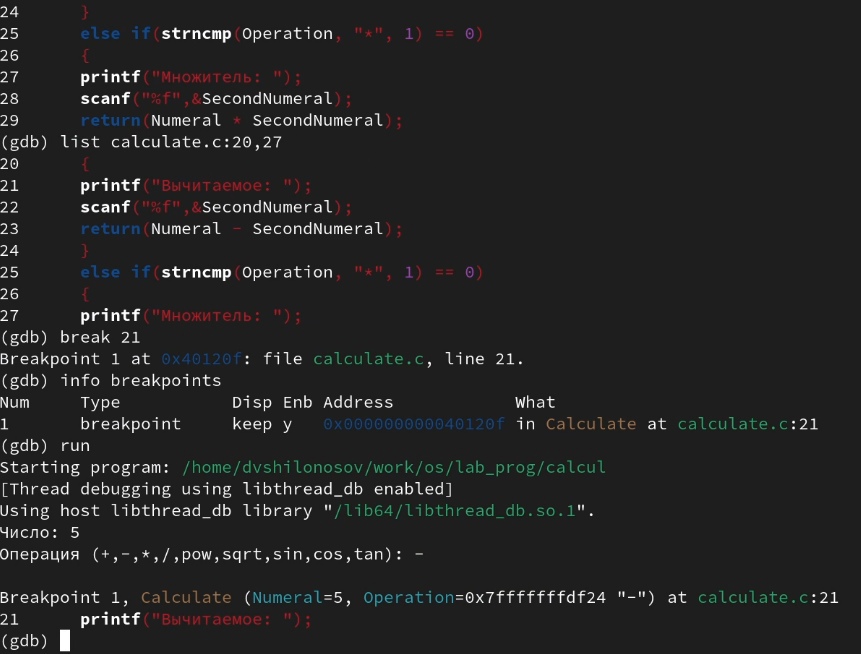 24      }
25      else if(strncmp(Operation, "*", 1) == 0)
26      {
27      printf("Множитель: ");
28      scanf("%f",&SecondNumeral);
29      return(Numeral * SecondNumeral);
(gdb) list calculate.c:20,27
20      {
21      printf("Вычитаемое: ");
22      scanf("%f",&SecondNumeral);
23      return(Numeral - SecondNumeral);
24      }
25      else if(strncmp(Operation, "*", 1) == 0)
26      {
27      printf("Множитель: ");
(gdb) break 21
Breakpoint 1 at 0x40120f: file calculate.c, line 21.
(gdb) info breakpoints
Num     Type           Disp Enb Address            What
1       breakpoint     keep y   0x000000000040120f in Calculate at calculate.c:21
(gdb) run
Starting program: /home/dvshilonosov/work/os/lab_prog/calcul
[Thread debugging using libthread_db enabled]
Using host libthread_db library "/lib64/libthread_db.so.1".
Число: 5
Операция (+,-,*,/,pow,sqrt,sin,cos,tan): -
Breakpoint 1, Calculate (Numeral=5, Operation=0x7fffffffdf24 "-") at calculate.c:21
21      printf("Вычитаемое: ");
(gdb)